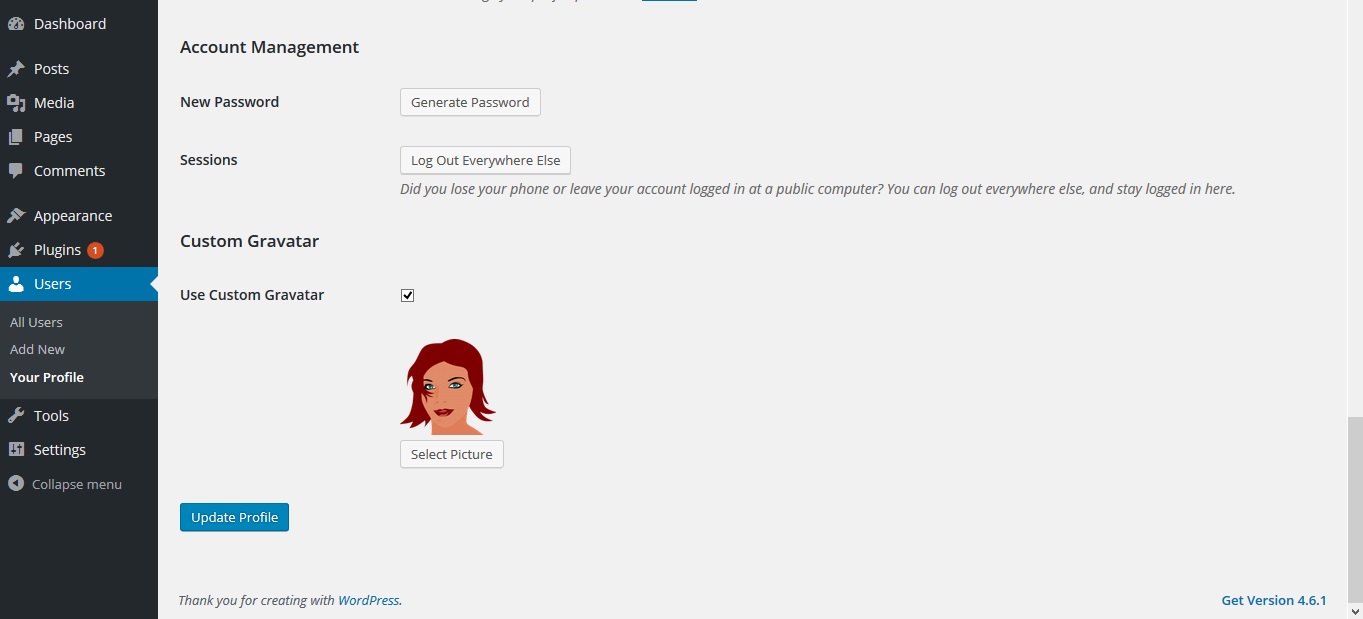 Dashboard
Posts
Media
Pages
Comments
Appearance
Plugins 1
Users
All Users
Add New
Your Profile
Tools
Settings
Collapse menu
Account Management
New Password
Generate Password
Sessions
Log Out Everywhere Else
Did you lose your phone or leave your account logged in at a public computer? You can log out everywhere else, and stay logged in here.
Custom Gravatar
Use Custom Gravatar
Select Picture
Update Profile
Thank you for creating with WordPress.
Get Version 4.6.1